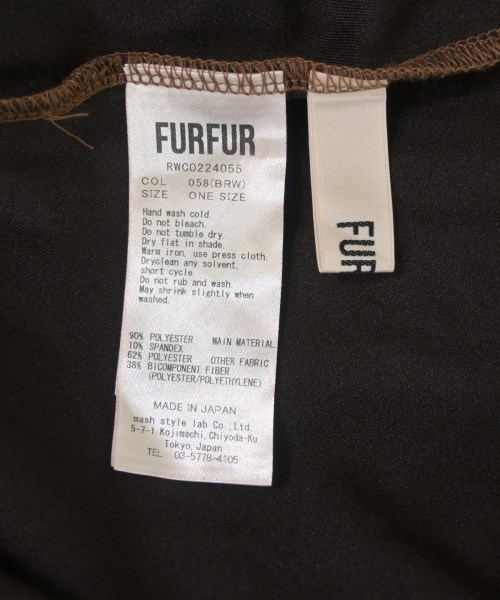 FURFUR
RWC0224055
COL 058(BRW)
SIZE ONE SIZE
Hand wash cold.
Do not bleach.
Do not tumble dry.
Dry flat in shade.
Warm iron, use press cloth.
Dryclean any solvent,
short cycle.
Do not rub and wash.
May shrink slightly when
washed.
90% POLYESTER MAIN MATERIAL
10% SPANDEX
62% POLYESTER OTHER FABRIC
38% BICOMPONENT FIBER
(POLYESTER/POLYETHYLENE)
MADE IN JAPAN
mash style lab Co.,Ltd.
5-7-1 Kojimachi,Chiyoda-Ku
Tokyo,Japan
TEL 03-5778-4105
FUR